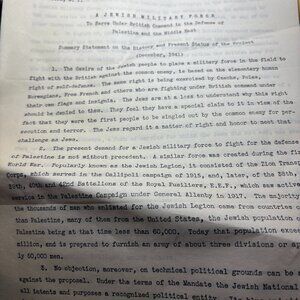 A JEWISH MILITARY FORCE
To Serve Under British Command in the Defence of
Palestine and the Middle East
Summary Statement on the History and Present Status of the Project
(December, 1941)
1. The desire of the Jewish people to place a military force in the field to
fight with the British against the common enemy, is based on the elementary human
right of self-defence. The same right is being exercised by Czechs, Poles,
Norwegians, Free French and others who are fighting under British command under
their own flags and insignia. The Jews are at a loss to understand why this right
should be denied to them. They feel they have a special claim to it in view of the
fact that they were the first people to be singled out by the common enemy for per-
secution and terror. The Jews regard it a matter of right and honor to meet that
challenge as Jews.
2. The present demand for a Jewish military force to fight for the defense
of Palestine is not without precedent. A similar force was created during the fi
World War. Popularly known as the Jewish Legion, it consisted of the Zion Transp
Corps, which served in the Gallipoli campaign of 1915, and, later, of the 38th
39th, 40th and 42nd Battalions of the Royal Fusiliers, E.E.F., which saw active
service in the Palestine Campaign under General Allenby in 1917. The majority
the thousands of men who enlisted for the Jewish Legion came from countries o
than Palestine, many of them from the United States, the Jewish population o
Palestine being at that time less than 60,000. Today that population exceed
million, and is prepared to furnish an army of about three divisions or ap
ly 50,000 men.
3. No objection, moreover, on technical political grounds can be
against the proposal. Under the terms of the Mandate the Jewish National
all intents and purposes a recognized political entity.